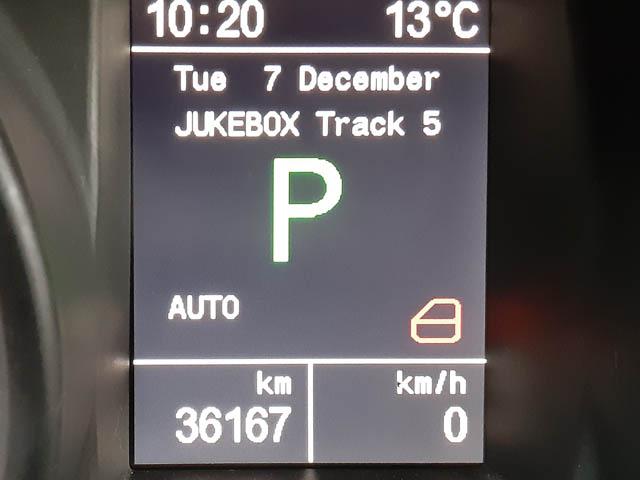 10:20 13°C
Tue 7 December
JUKEBOX Track 5
P
AUTO
km km/h
36167 0